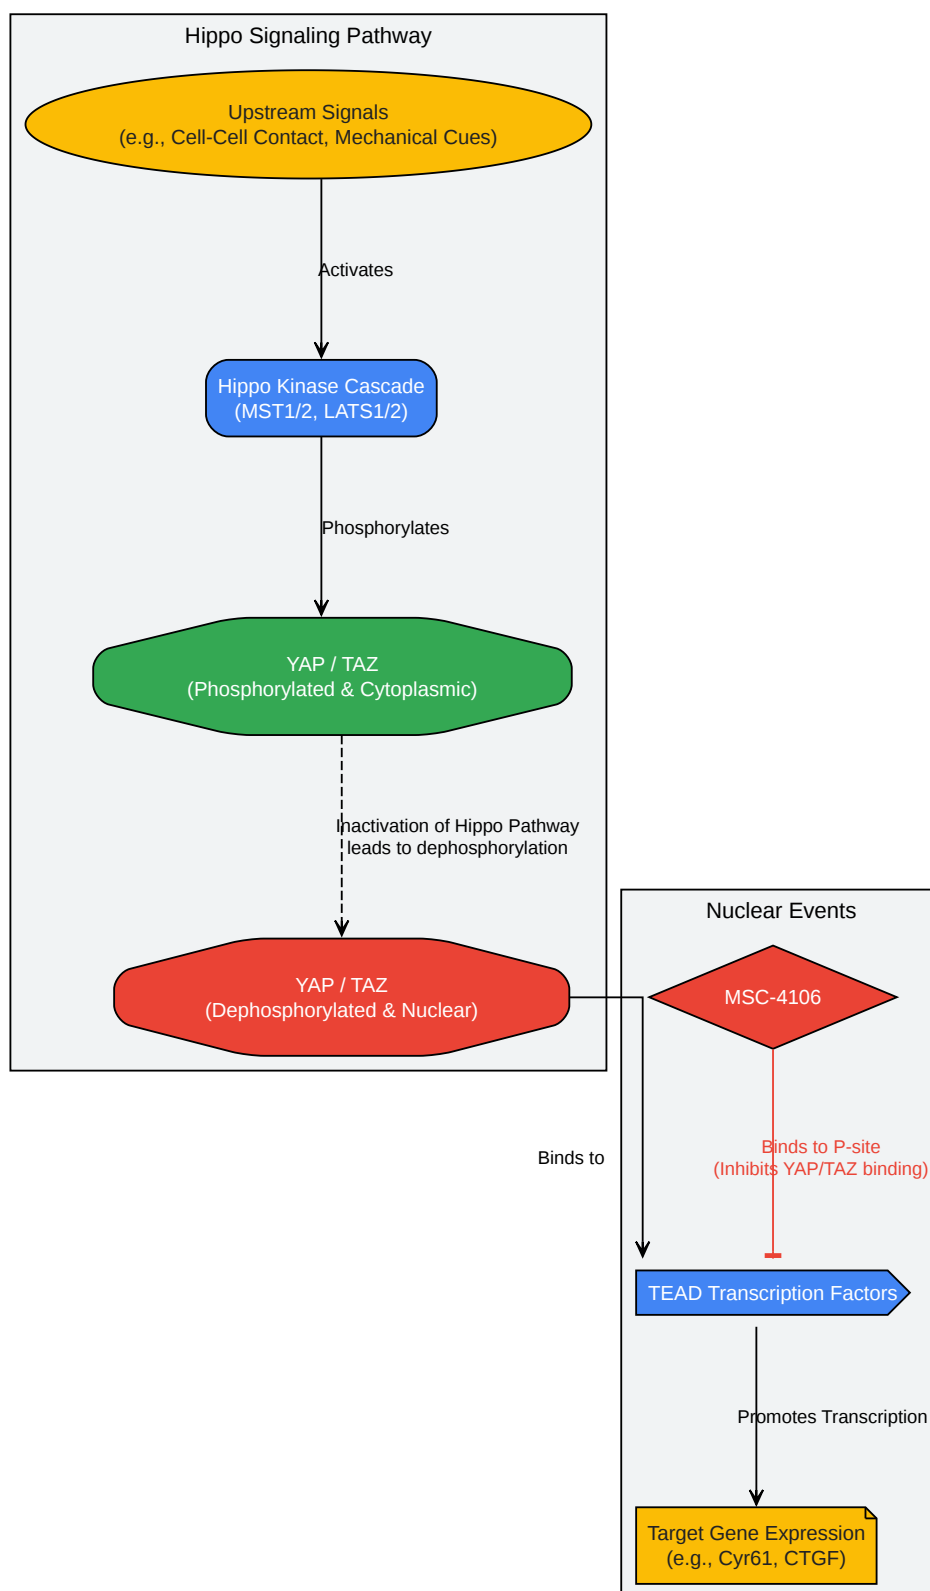 Hippo Signaling Pathway
Upstream Signals
(e.g., Cell-Cell Contact, Mechanical Cues)
Activates
Hippo Kinase Cascade
(MST1/2, LATS1/2)
Phosphorylates
YAP / TAZ
(Phosphorylated & Cytoplasmic)
Inactivation of Hippo Pathway
leads to dephosphorylation
YAP / TAZ
(Dephosphorylated & Nuclear)
Nuclear Events
MSC-4106
Binds to
Binds to P-site
(Inhibits YAP/TAZ binding)
TEAD Transcription Factors
Promotes Transcription
Target Gene Expression
(e.g., Cyr61, CTGF)